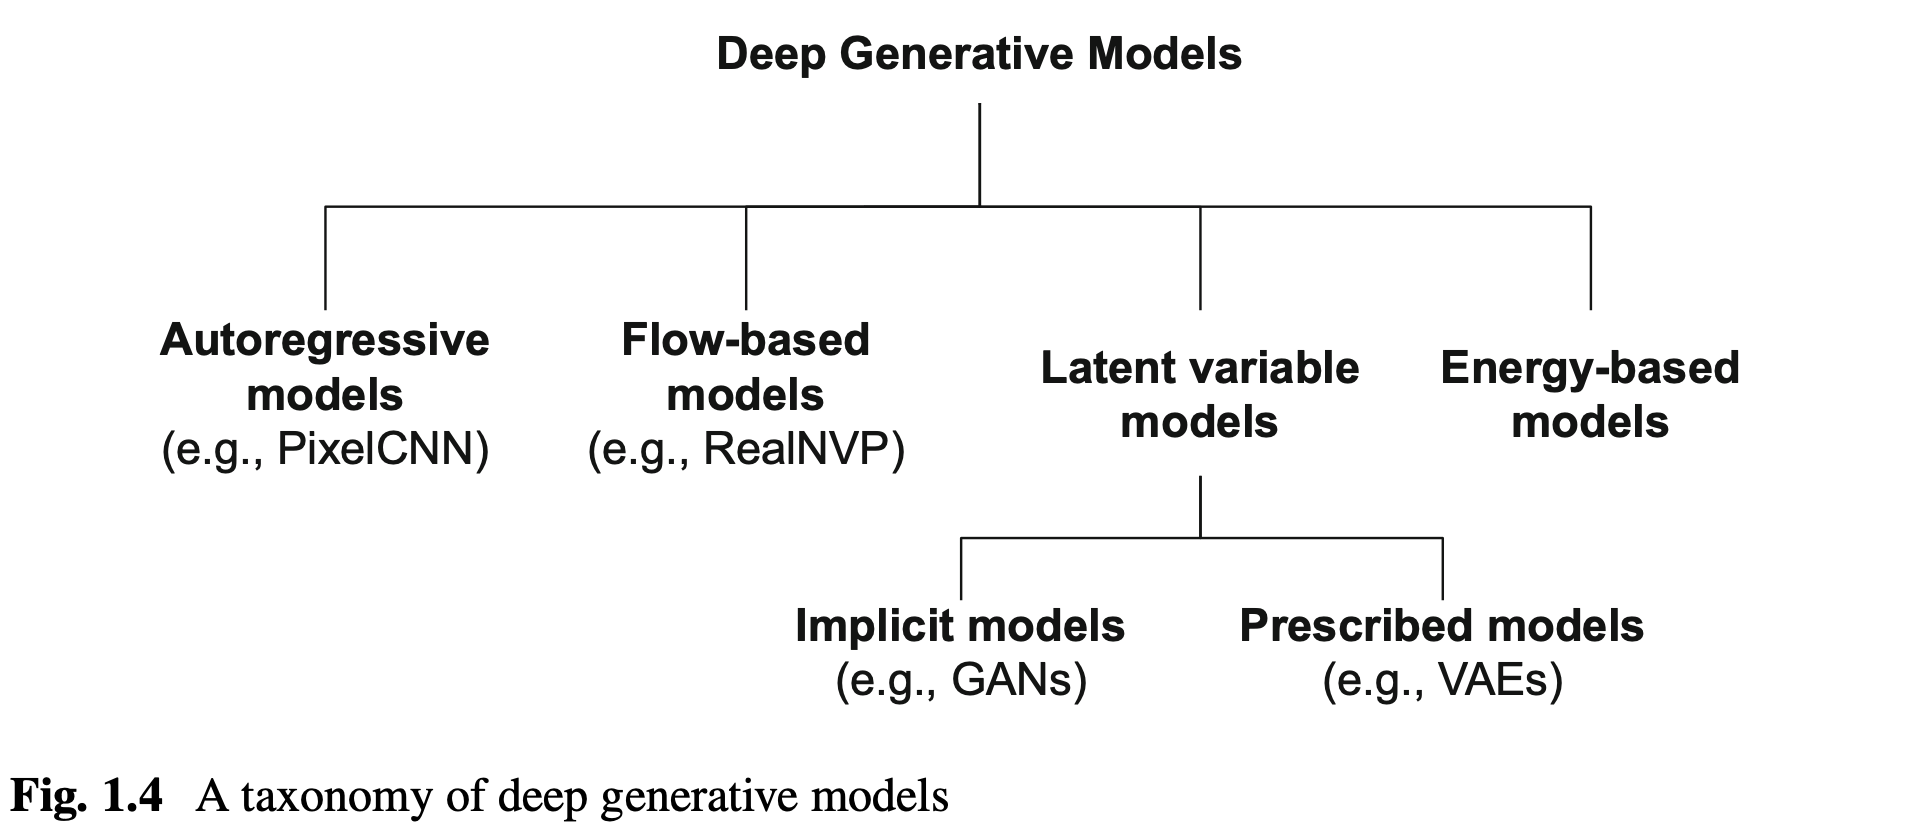 Deep Generative Models
Autoregressive
models
(e.g., PixelCNN)
Flow-based
models
(e.g., RealNVP)
Latent variable
models
Energy-based
models
Implicit models
(e.g., GANs)
Prescribed models
(e.g., VAEs)
Fig. 1.4 A taxonomy of deep generative models